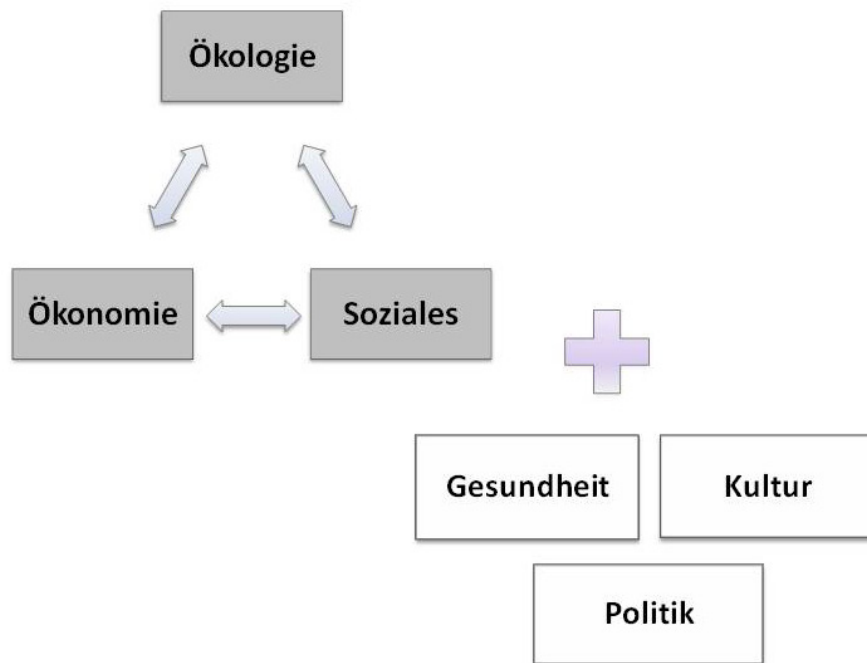 Ökologie
Ökonomie
Soziales
Gesundheit
Kultur
Politik